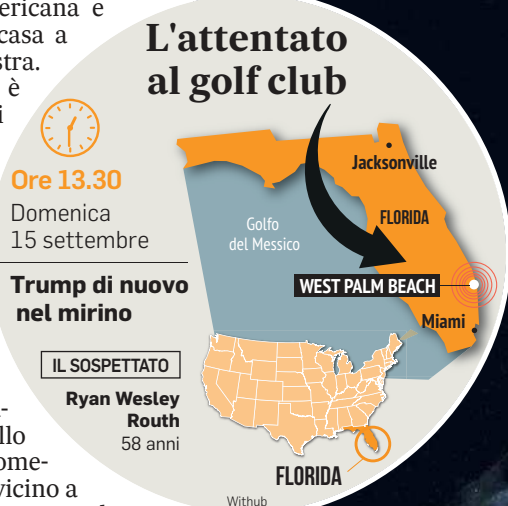 ericana e
casa a
stra.
è
i
L'attentato
al golf club
Ore 13.30
Domenica
15 settembre
Trump di nuovo
nel mirino
IL SOSPETTATO
Ryan Wesley
Routh
58 anni
Jacksonville
FLORIDA
Golfo
del Messico
WEST PALM BEACH
Miami
FLORIDA
Withub
llo
ome-
vicino a